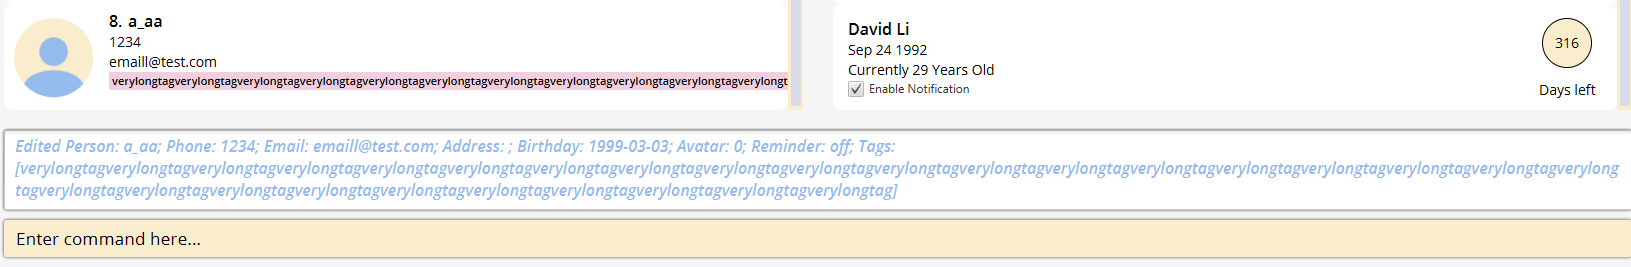 8. a_aa
1234
emaill@test.com
verylongtagverylongtagverylongtagverylongtagverylongtagverylongtagverylongtagverylongtagverylongtagverylongtagverylongtagverylongt
David Li
Sep 24 1992
Currently 29 Years Old
Enable Notification
316
Days left
Edited Person: a_aa; Phone: 1234; Email: emaill@test.com; Address: ; Birthday: 1999-03-03; Avatar: 0; Reminder: off; Tags:
[verylongtagverylongtagverylongtagverylongtagverylongtagverylongtagverylongtagverylongtagverylongtagverylongtagverylongtagverylongtagverylongtagverylongtagverylongtagverylongtagverylongtagverylongtagverylong
tagverylongtagverylongtagverylongtagverylongtagverylongtagverylongtagverylongtagverylongtagverylongtagverylongtag]
Enter command here...